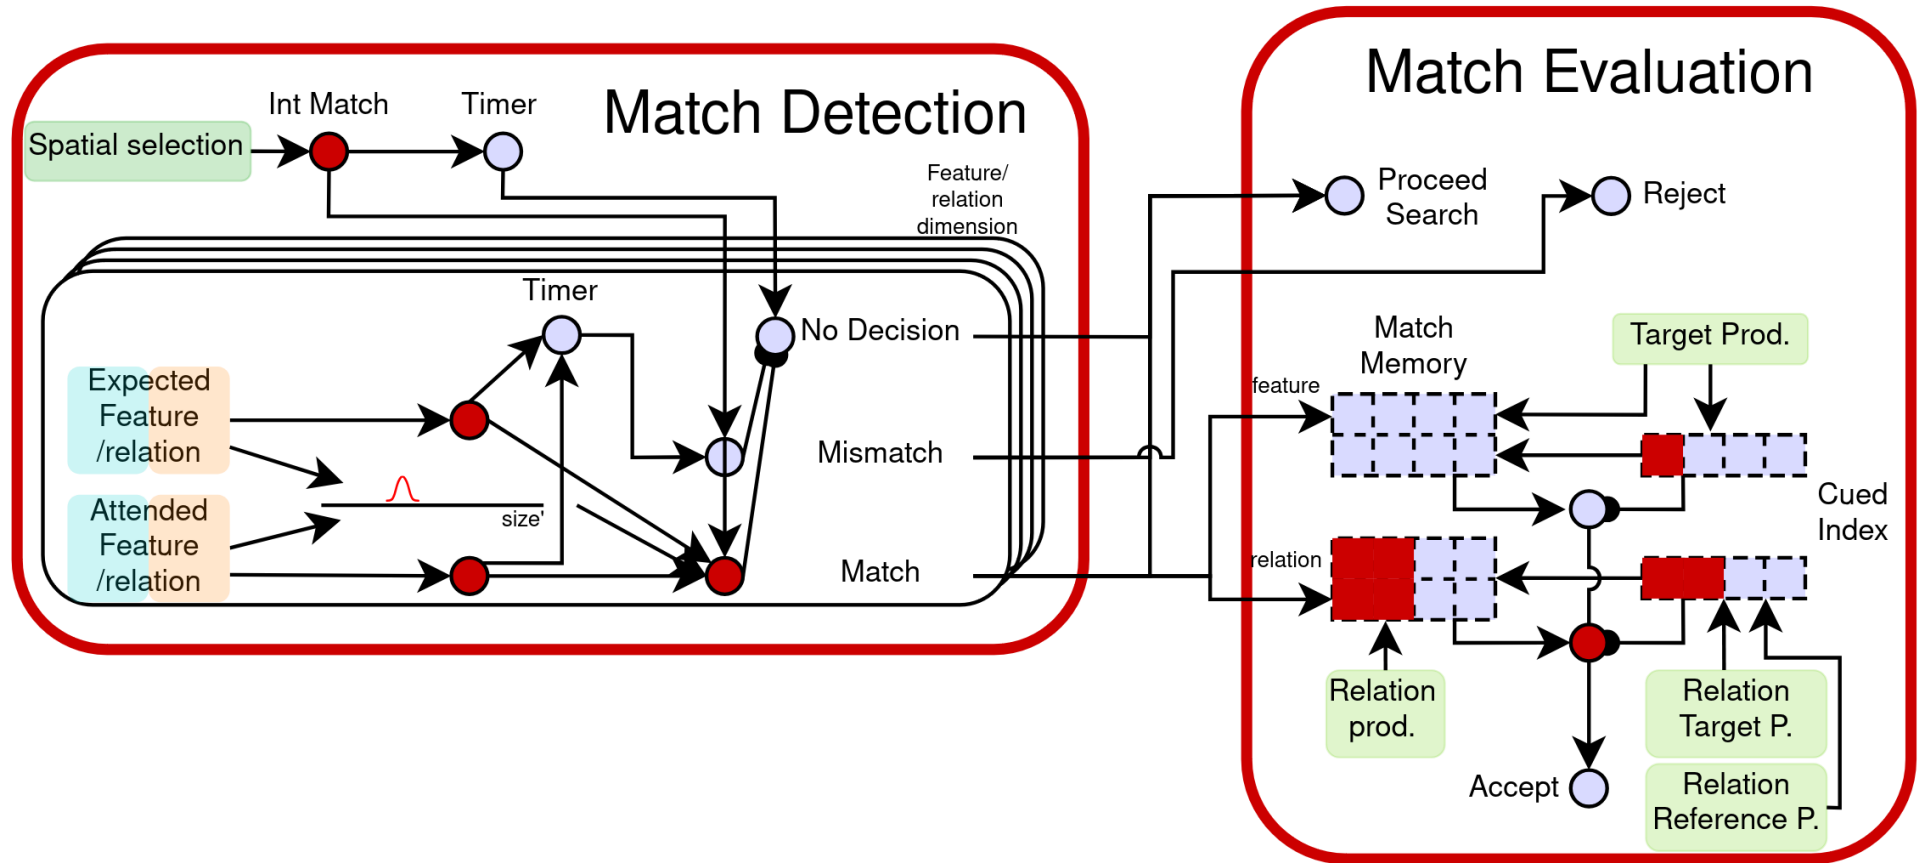 Match Detection
Int Match
Timer
Spatial selection
Feature/
relation
dimension
Timer
No Decision
Expected
Feature
/relation
Mismatch
Attended
Feature
/relation
size'
Match
Match Evaluation
Proceed
Search
Reject
Match
Memory
Target Prod.
feature
Cued
Index
relation
Relation
prod.
Relation
Target P.
Accept
Relation
Reference P.